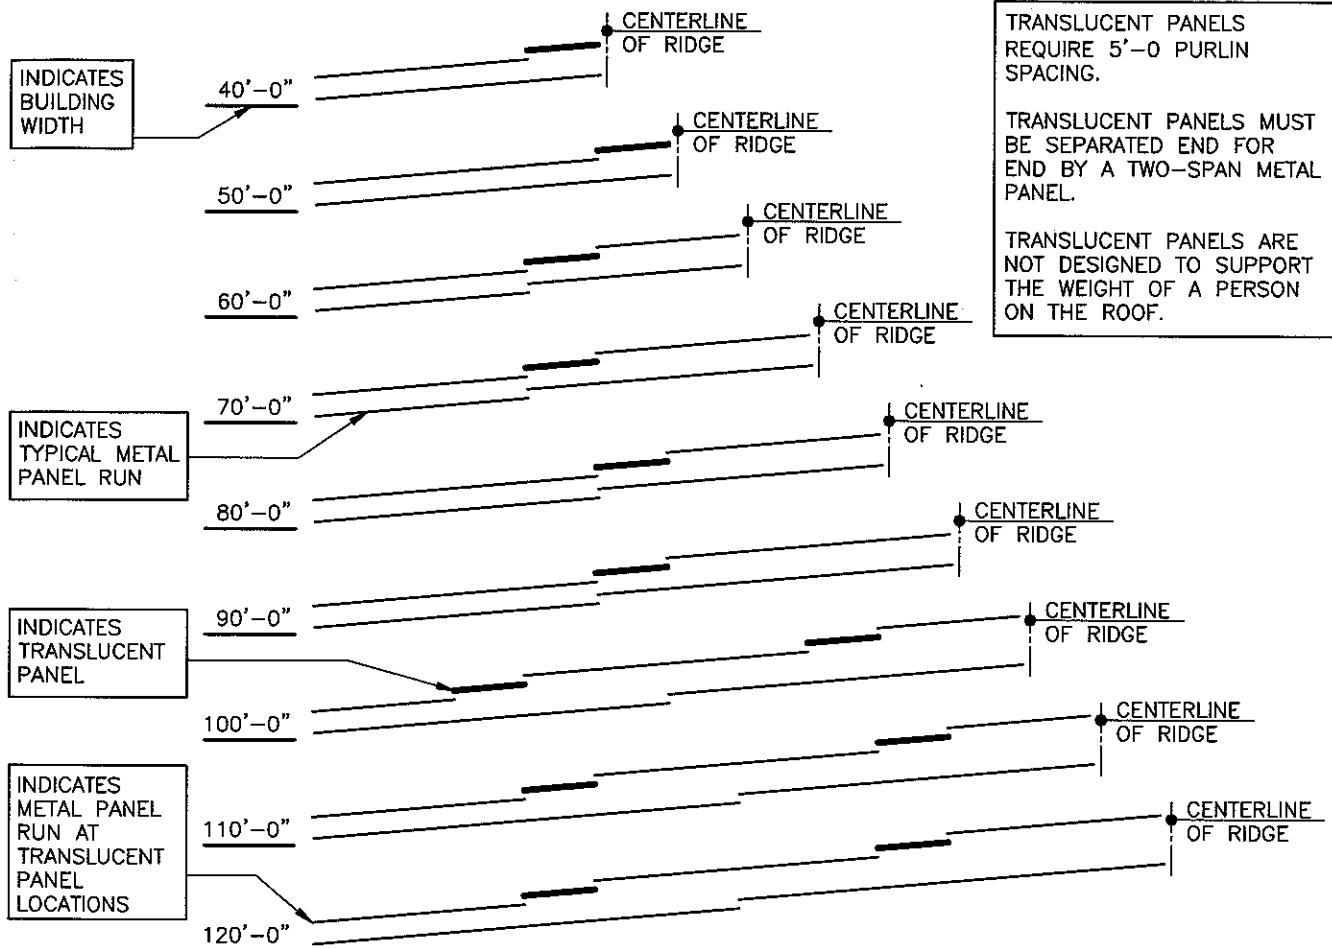 CENTERLINE
OF RIDGE
INDICATES
BUILDING
WIDTH
40'-0"
CENTERLINE
OF RIDGE
50'-0"
CENTERLINE
OF RIDGE
60'-0"
CENTERLINE
OF RIDGE
70'-0"
INDICATES
TYPICAL METAL
PANEL RUN
CENTERLINE
OF RIDGE
80'-0"
CENTERLINE
OF RIDGE
90'-0"
INDICATES
TRANSLUCENT
PANEL
CENTERLINE
OF RIDGE
100'-0"
CENTERLINE
OF RIDGE
INDICATES
METAL PANEL
RUN AT
TRANSLUCENT
PANEL
LOCATIONS
110'-0"
CENTERLINE
OF RIDGE
120'-0"
TRANSLUCENT PANELS
REQUIRE 5'-0 PURLIN
SPACING.
TRANSLUCENT PANELS MUST
BE SEPARATED END FOR
END BY A TWO-SPAN METAL
PANEL.
TRANSLUCENT PANELS ARE
NOT DESIGNED TO SUPPORT
THE WEIGHT OF A PERSON
ON THE ROOF.